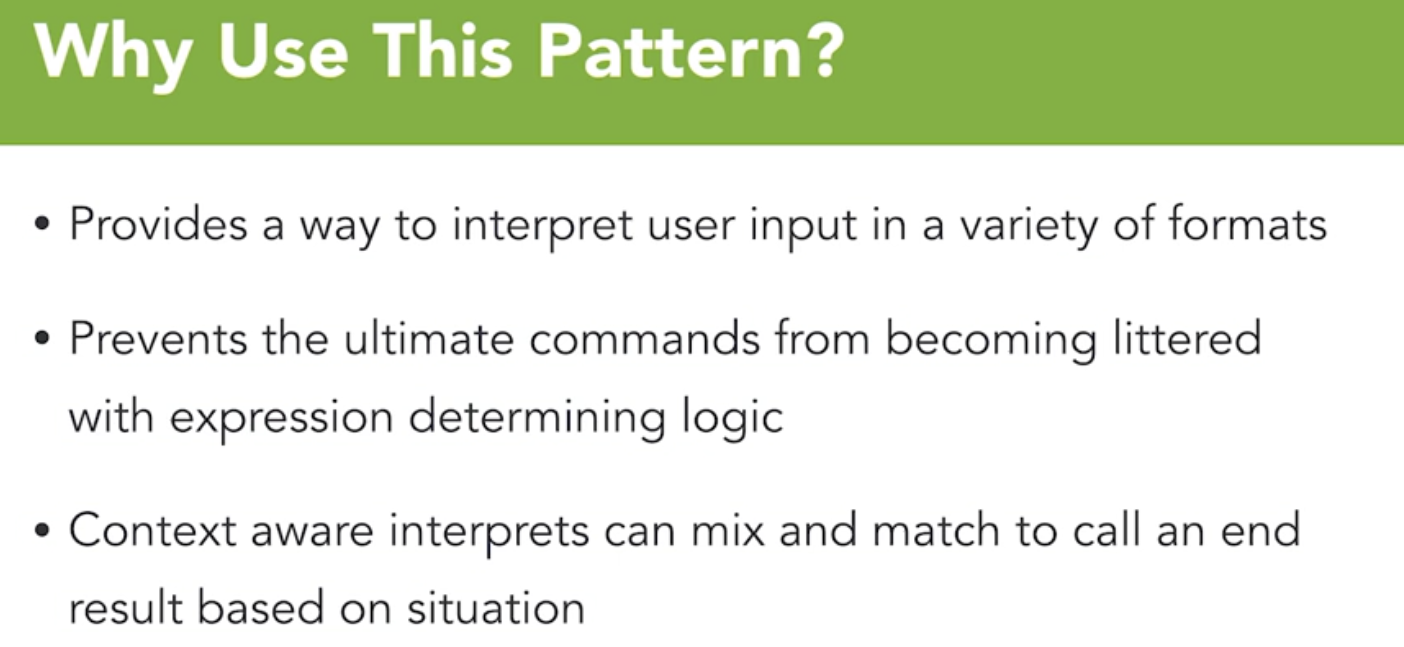 Why Use This Pattern?
• Provides a way to interpret user input in a variety of formats
• Prevents the ultimate commands from becoming littered
with expression determining logic
• Context aware interprets can mix and match to call an end
result based on situation